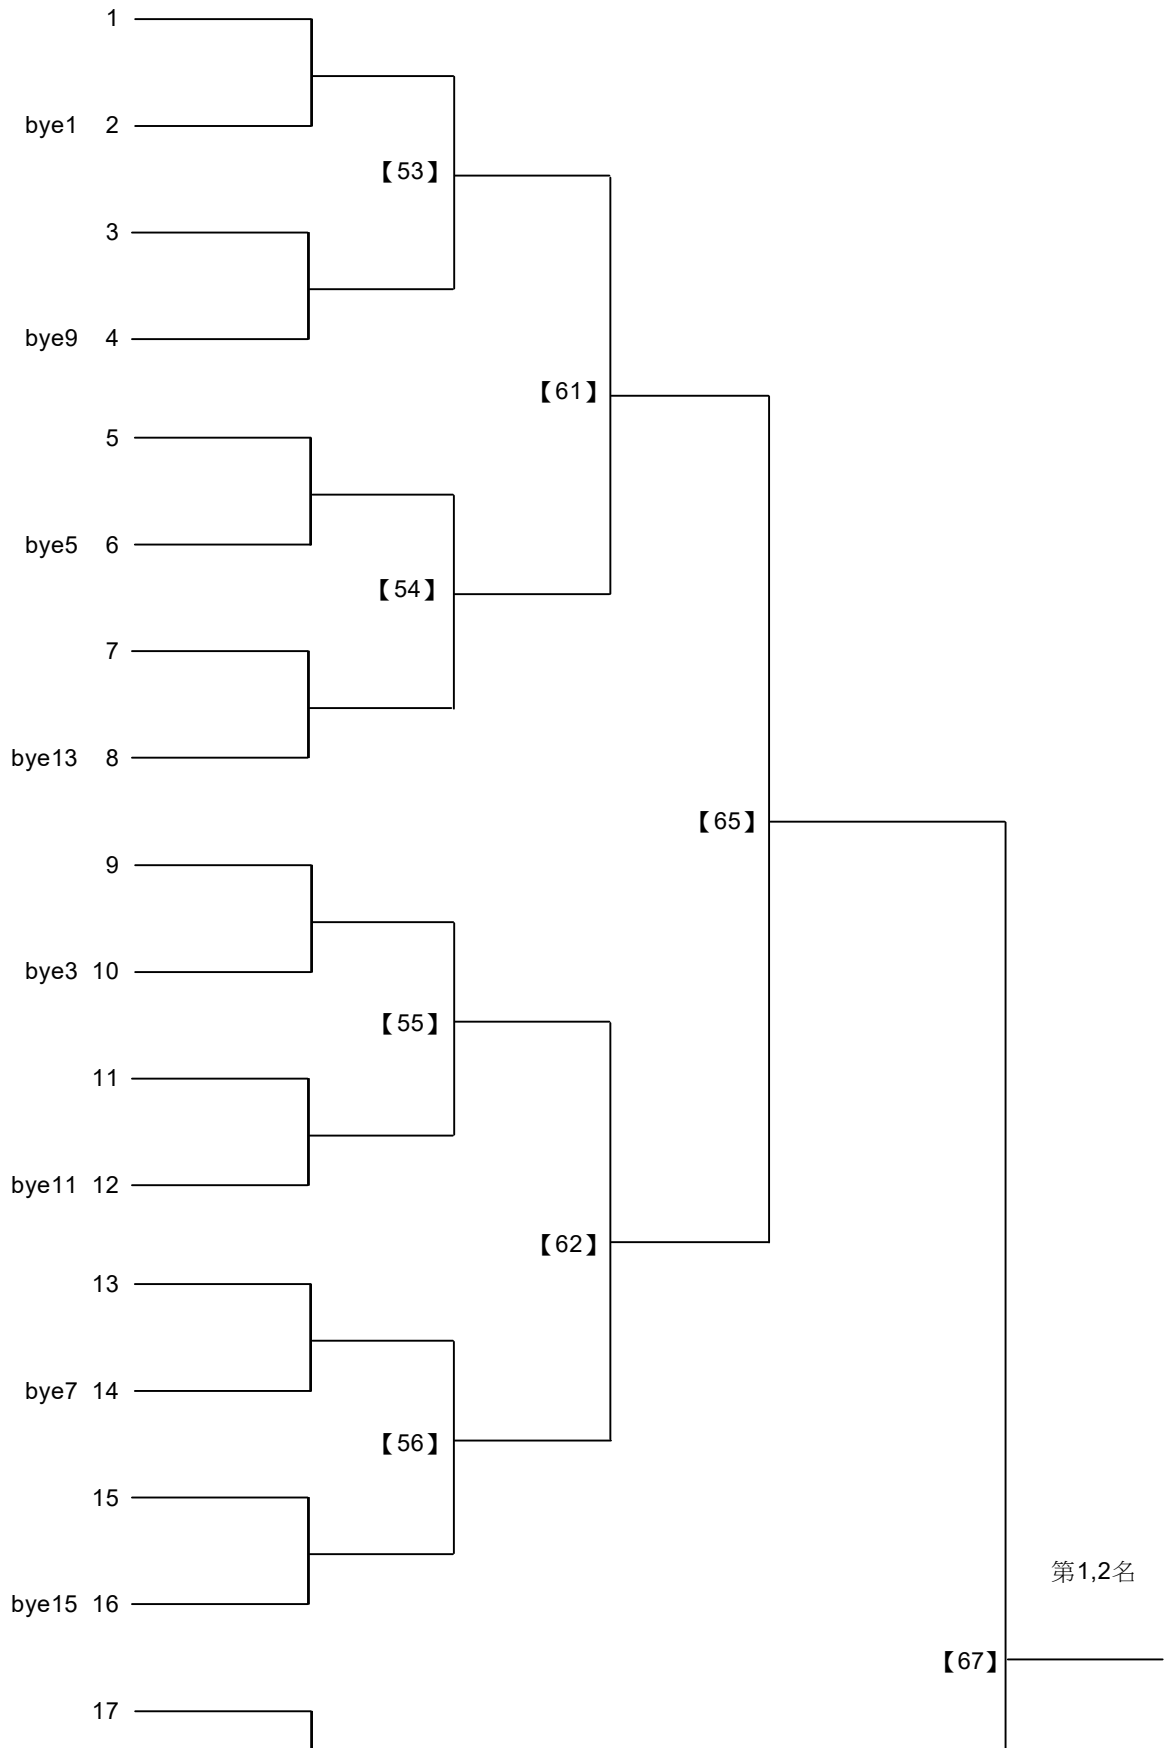 1
bye1 2
【53】
3
bye9 4
【61】
5
bye5 6
【54】
7
bye13 8
【65】
9
bye3 10
【55】
11
bye11 12
【62】
13
bye7 14
【56】
15
第1,2名
bye15 16
【67】
17